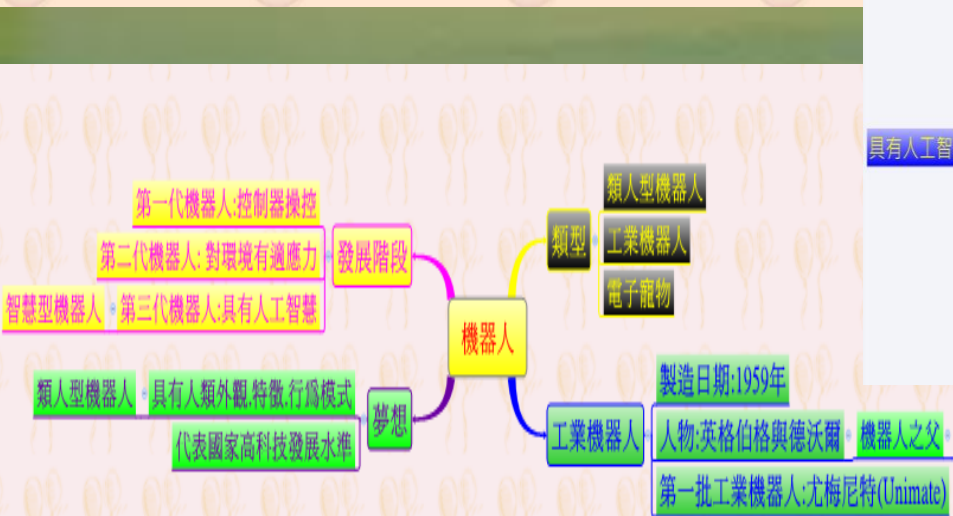 機器人
發展階段
第一代機器人:控制器操控
第二代機器人: 對環境有適應力
第三代機器人:具有人工智慧
智慧型機器人
夢想
具有人類外觀.特徵.行為模式
類人型機器人
代表國家高科技發展水準
類型
類人型機器人
工業機器人
電子寵物
工業機器人
製造日期:1959年
人物:英格伯格與德沃爾
機器人之父
第一批工業機器人:尤梅尼特(Unimate)
具有人工智